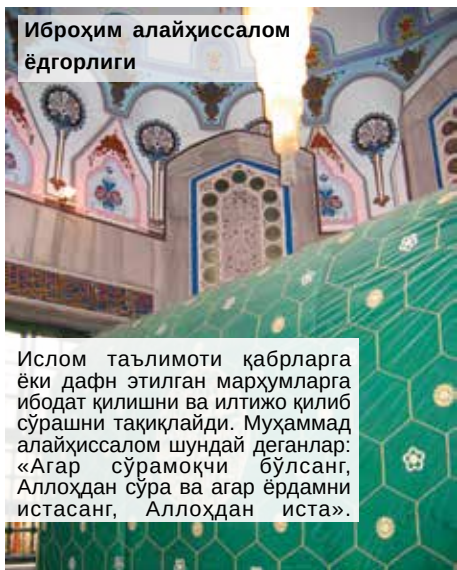 Иброҳим алайҳиссалом
ёдгорлиги
Ислом таълимоти қабрларга
ёки дафн этилган марҳумларга
ибодат қилишни ва илтижо қилиб
сўрашни тақиқлайди. Муҳаммад
алайҳиссалом шундай деганлар:
«Агар сўрамоқчи бўлсанг,
Аллоҳдан сўра ва агар ёрдамни
истасанг, Аллоҳдан иста».